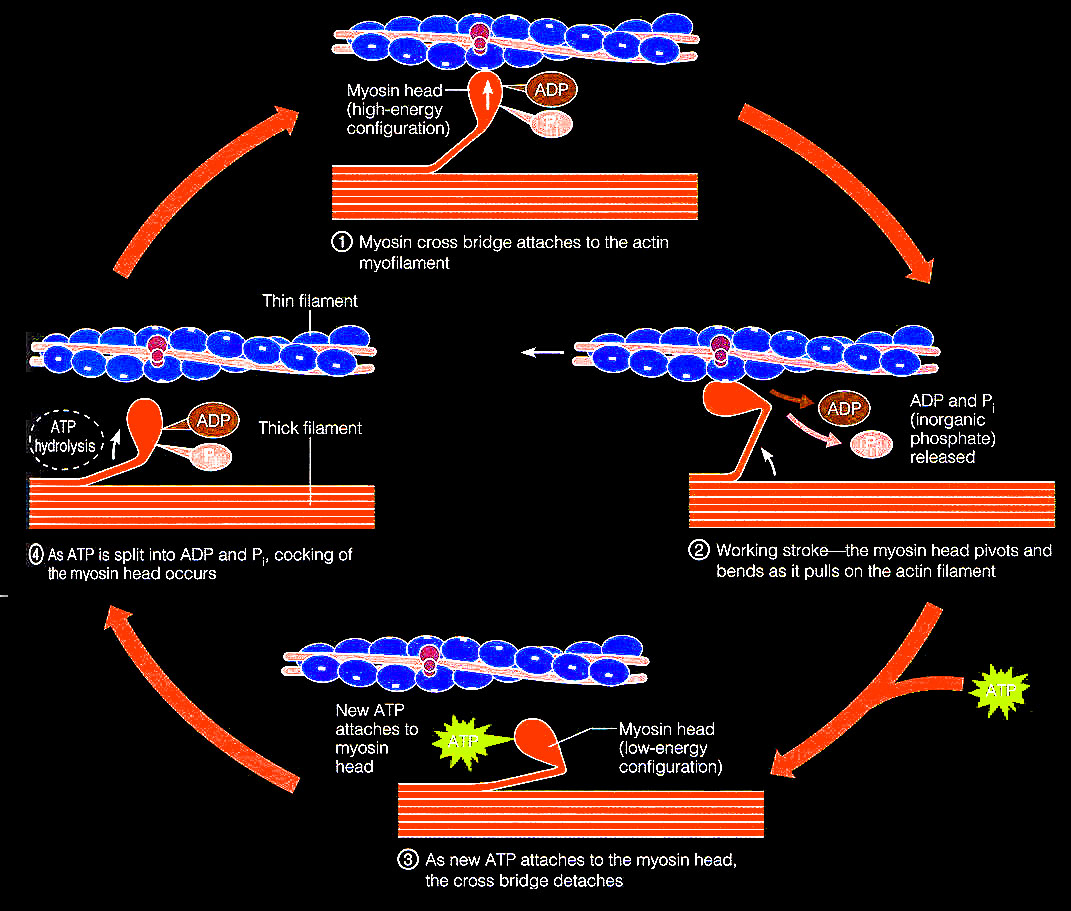 Myosin head
(high-energy
configuration)
ADP
Pi
① Myosin cross bridge attaches to the actin
myofilament
Thin filament
ATP
hydrolysis
ADP
Pi
Thick filament
④ As ATP is split into ADP and Pi, cocking of
the myosin head occurs
ADP
Pi
ADP and Pi
(inorganic
phosphate)
released
② Working stroke—the myosin head pivots and
bends as it pulls on the actin filament
ATP
New ATP
attaches to
myosin
head
ATP
Myosin head
(low-energy
configuration)
③ As new ATP attaches to the myosin head,
the cross bridge detaches